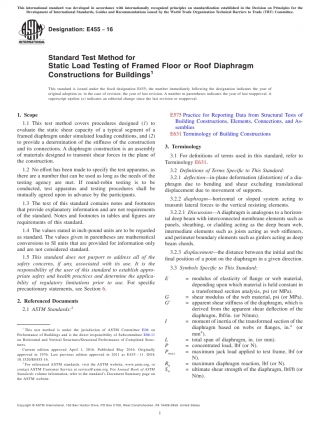 This international standard was developed in accordance with internationally recognized principles on standardization established in the Decision on Principles for the
Development of International Standards, Guides and Recommendations issued by the World Trade Organization Technical Barriers to Trade (TBT) Committee.
Designation: E455 − 16
INTERNATIONAL
Standard Test Method for
Static Load Testing of Framed Floor or Roof Diaphragm
Constructions for Buildings1
This standard is issued under the fixed designation E455; the number immediately following the designation indicates the year of
original adoption or, in the case of revision, the year of last revision. A number in parentheses indicates the year of last reapproval. A
superscript epsilon (ε) indicates an editorial change since the last revision or reapproval.
1. Scope
1.1 This test method covers procedures designed (1) to
evaluate the static shear capacity of a typical segment of a
framed diaphragm under simulated loading conditions, and (2)
to provide a determination of the stiffness of the construction
and its connections. A diaphragm construction is an assembly
of materials designed to transmit shear forces in the plane of
the construction.
1.2 No effort has been made to specify the test apparatus, as
there are a number that can be used as long as the needs of the
testing agency are met. If round-robin testing is to be
conducted, test apparatus and testing procedures shall be
mutually agreed upon in advance by the participants.
1.3 The text of this standard contains notes and footnotes
that provide explanatory information and are not requirements
of the standard. Notes and footnotes in tables and figures are
requirements of this standard.
1.4 The values stated in inch-pound units are to be regarded
as standard. The values given in parentheses are mathematical
conversions to SI units that are provided for information only
and are not considered standard.
1.5 This standard does not purport to address all of the
safety concerns, if any, associated with its use. It is the
responsibility of the user of this standard to establish appro-
priate safety and health practices and determine the applica-
bility of regulatory limitations prior to use. For specific
precautionary statements, see Section 6.
2. Referenced Documents
2.1 ASTM Standards:2
1 This test method is under the jurisdiction of ASTM Committee E06 on
Performance of Buildings and is the direct responsibility of Subcommittee E06.11
on Horizontal and Vertical Structures/Structural Performance of Completed Struc-
tures.
Current edition approved April 1, 2016. Published May 2016. Originally
approved in 1976. Last previous edition approved in 2011 as E455 – 11. DOI:
10.1520/E0455-16.
2 For referenced ASTM standards, visit the ASTM website, www.astm.org, or
contact ASTM Customer Service at service@astm.org. For Annual Book of ASTM
Standards volume information, refer to the standard's Document Summary page on
the ASTM website.
E575 Practice for Reporting Data from Structural Tests of
Building Constructions, Elements, Connections, and As-
semblies
E631 Terminology of Building Constructions
3. Terminology
3.1 For definitions of terms used in this standard, refer to
Terminology E631.
3.2 Definitions of Terms Specific to This Standard:
3.2.1 deflection—in-plane deformation (distortion) of a dia-
phragm due to bending and shear excluding translational
displacement due to movement of supports.
3.2.2 diaphragm—horizontal or sloped system acting to
transmit lateral forces to the vertical resisting elements.
3.2.2.1 Discussion—A diaphragm is analogous to a horizon-
tal deep beam with interconnected membrane elements such as
panels, sheathing, or cladding acting as the deep beam web,
intermediate elements such as joist acting as web stiffeners,
and perimeter boundary elements such as girders acting as deep
beam chords.
3.2.3 displacement—the distance between the initial and the
final position of a point on the diaphragm in a given direction.
3.3 Symbols Specific to This Standard:
E = modulus of elasticity of flange or web material,
depending upon which material is held constant in
a transformed section analysis, psi (or MPa).
G = shear modulus of the web material, psi (or MPa).
G' = apparent shear stiffness of the diaphragm, which is
derived from the apparent shear deflection of the
diaphragm, lbf/in. (or N/mm).
I = moment of inertia of the transformed section of the
diaphragm based on webs or flanges, in.4 (or
mm4).
L = total span of diaphragm, in. (or mm).
P = concentrated load, lbf (or N).
Pmax = maximum jack load applied to test frame, lbf (or
N).
Ru = maximum diaphragm reaction, lbf (or N).
Su = ultimate shear strength of the diaphragm, lbf/ft (or
N/m).
Copyright © ASTM International, 100 Barr Harbor Drive, PO Box C700, West Conshohocken, PA 19428-2959. United States
1